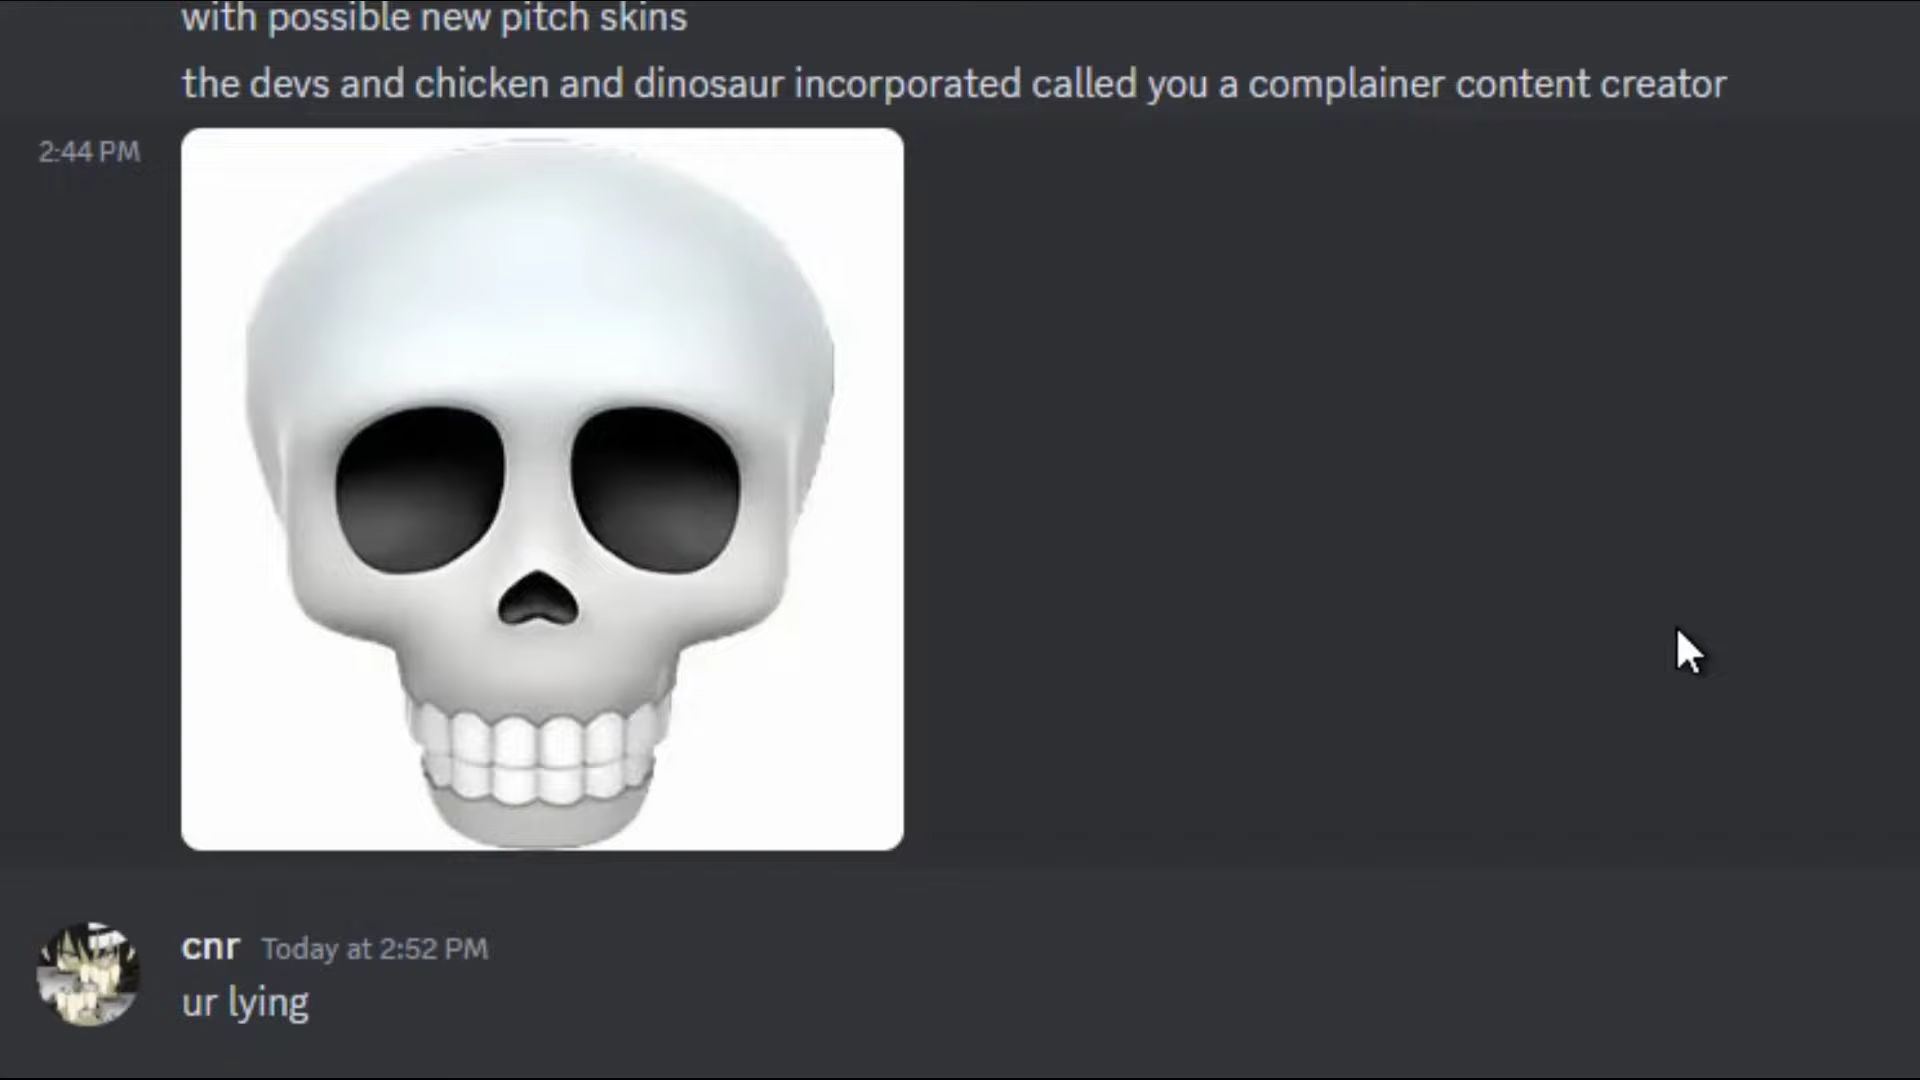 with possible new pitch skins
the devs and chicken and dinosaur incorporated called you a complainer content creator
2:44 PM
cnr Today at 2:52 PM
ur lying